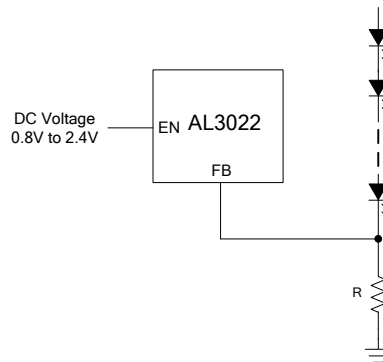 DC Voltage
0.8V to 2.4V
EN AL3022
FB
R